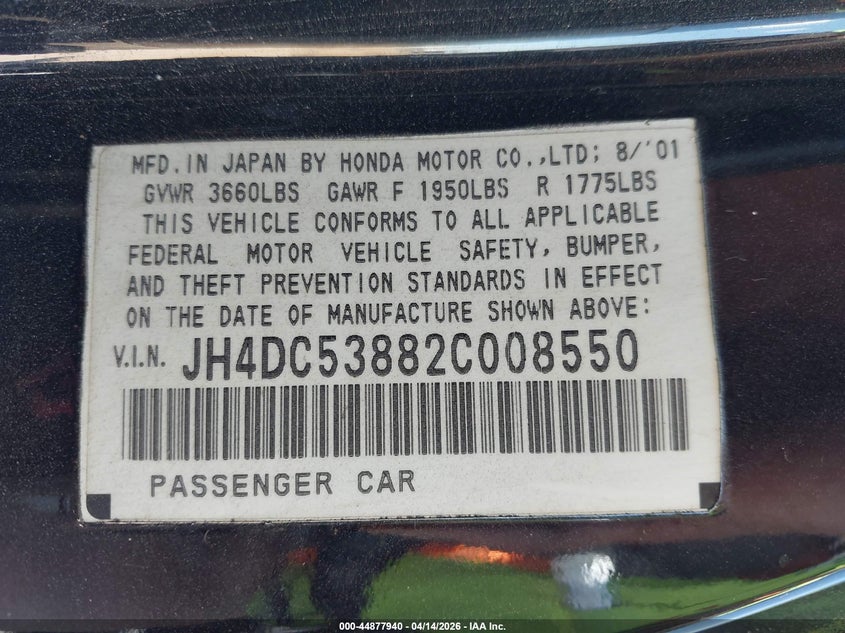 MFD. IN JAPAN BY HONDA MOTOR CO.,LTD; 8/'01
GVWR 3660LBS GAWR F 1950LBS R 1775LBS
THIS VEHICLE CONFORMS TO ALL APPLICABLE
FEDERAL MOTOR VEHICLE SAFETY, BUMPER,
AND THEFT PREVENTION STANDARDS IN EFFECT
ON THE DATE OF MANUFACTURE SHOWN ABOVE:
V.I.N. JH4DC53882C008550
PASSENGER CAR
000-44877940 - 04/14/2026 - IAA Inc.